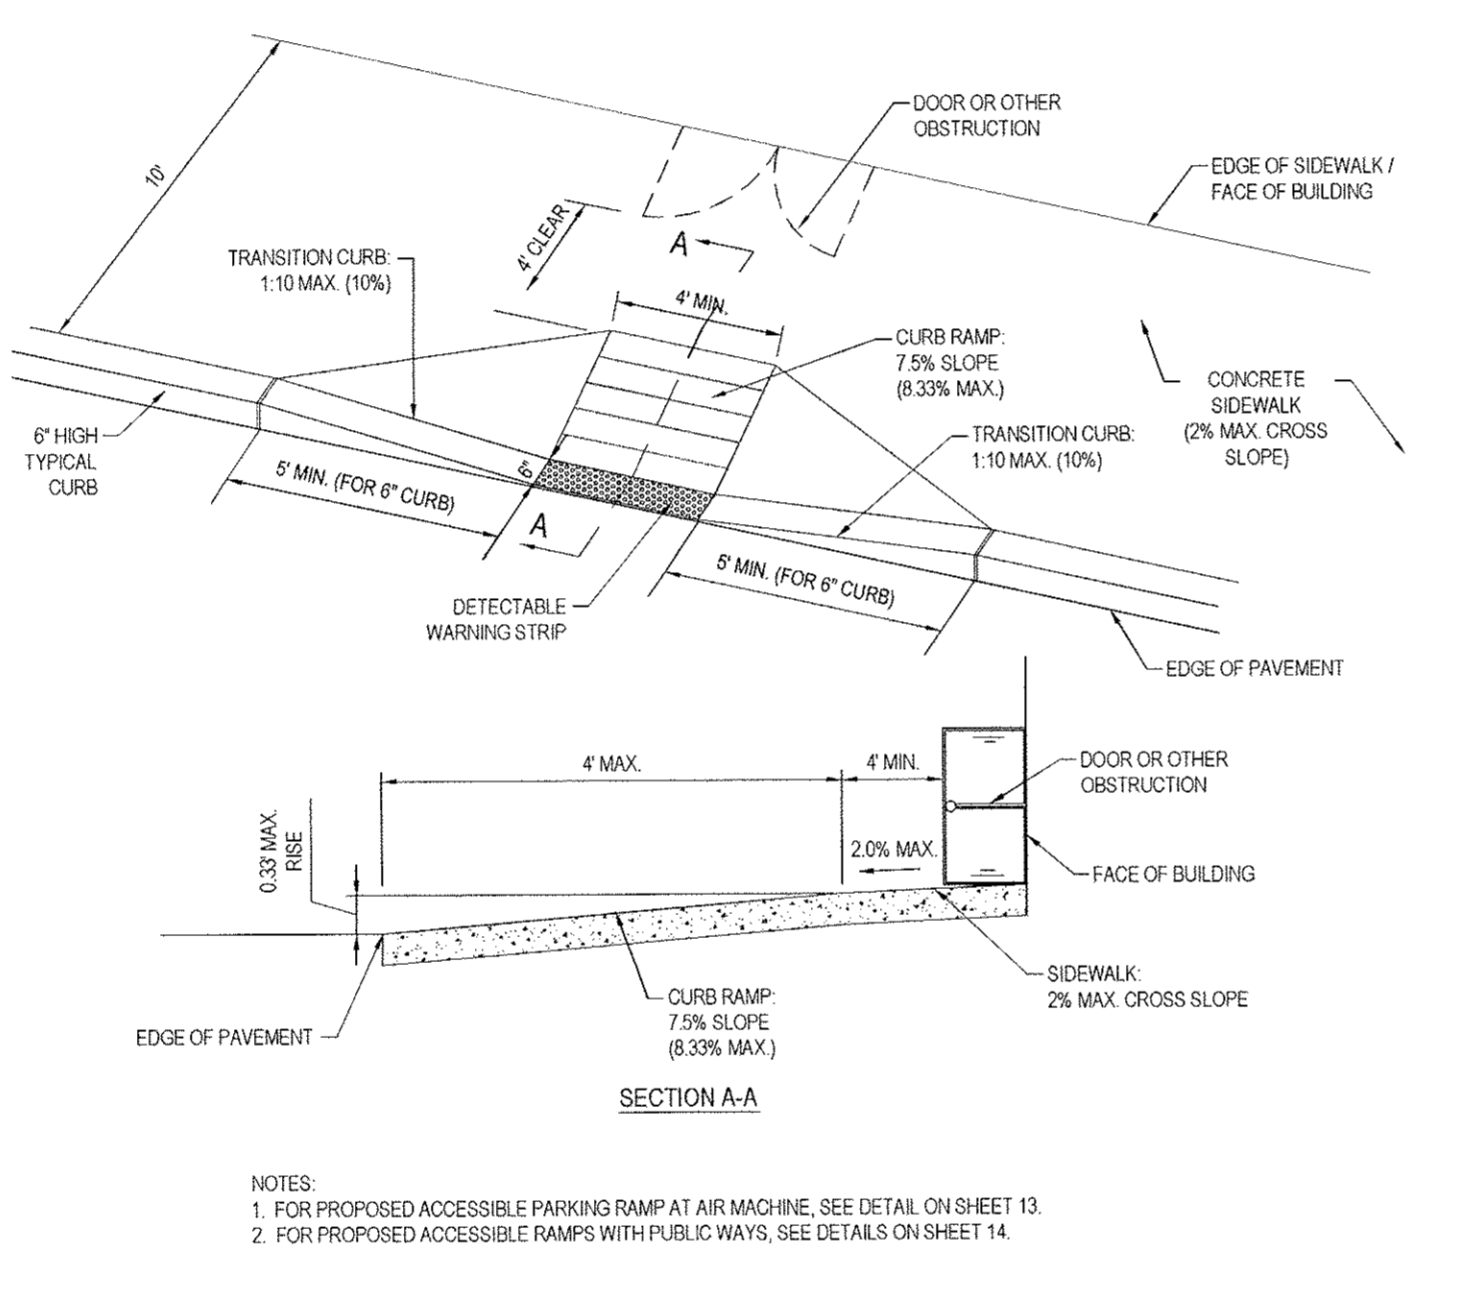 DOOR OR OTHER
OBSTRUCTION
EDGE OF SIDEWALK /
FACE OF BUILDING
10'
4' CLEAR
A
TRANSITION CURB:
1:10 MAX. (10%)
4' MIN.
CURB RAMP:
7.5% SLOPE
(8.33% MAX.)
CONCRETE
SIDEWALK
(2% MAX. CROSS
SLOPE)
6" HIGH
TYPICAL
CURB
TRANSITION CURB:
1:10 MAX. (10%)
6"
5' MIN. (FOR 6" CURB)
A
5' MIN. (FOR 6" CURB)
DETECTABLE
WARNING STRIP
EDGE OF PAVEMENT
4' MAX.
4' MIN.
DOOR OR OTHER
OBSTRUCTION
0.33' MAX.
RISE
2.0% MAX.
FACE OF BUILDING
SIDEWALK:
2% MAX. CROSS SLOPE
CURB RAMP:
7.5% SLOPE
(8.33% MAX.)
EDGE OF PAVEMENT
SECTION A-A
NOTES:
1. FOR PROPOSED ACCESSIBLE PARKING RAMP AT AIR MACHINE, SEE DETAIL ON SHEET 13.
2. FOR PROPOSED ACCESSIBLE RAMPS WITH PUBLIC WAYS, SEE DETAILS ON SHEET 14.